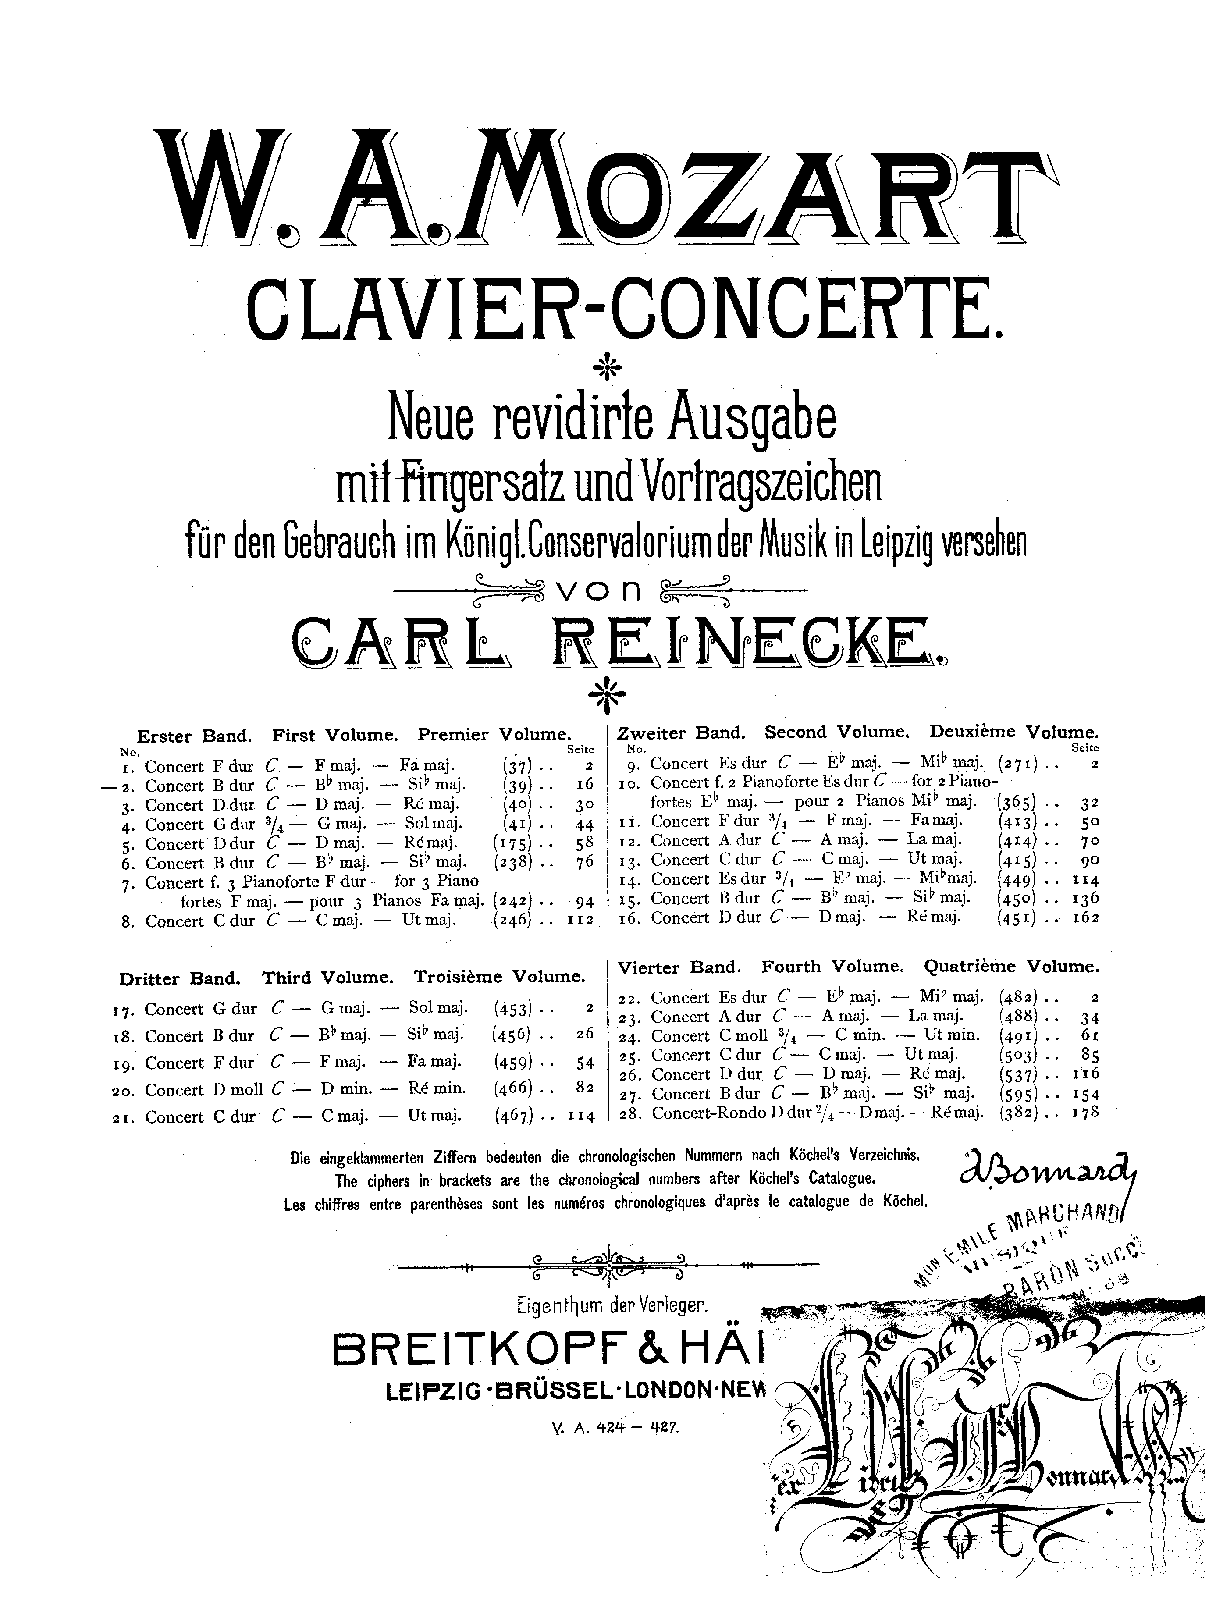 W. A. MOZART
CLAVIER-CONCERTE.
Neue revidirte Ausgabe
mit Fingersatz und Vortragszeichen
für den Gebrauch im Königl. Conservatorium der Musik in Leipzig versehen
von
CARL REINECKE.
Erster Band. First Volume. Premier Volume.
No. Seite
1. Concert F dur C — F maj. — Fa maj. (37) . . 2
2. Concert B dur C — B♭ maj. — Si♭ maj. (39) . . 16
3. Concert D dur C — D maj. — Ré maj. (40) . . 30
4. Concert G dur 3/4 — G maj. — Sol maj. (41) . . 44
5. Concert D dur C — D maj. — Ré maj. (175) . . 58
6. Concert B dur C — B♭ maj. — Si♭ maj. (238) . . 76
7. Concert f. 3 Pianoforte F dur - for 3 Piano
fortes F maj. — pour 3 Pianos Fa maj. (242) . . 94
8. Concert C dur C — C maj. — Ut maj. (246) . . 112
Zweiter Band. Second Volume. Deuxième Volume.
No. Seite
9. Concert Es dur C — E♭ maj. — Mi♭ maj. (271) . . 2
10. Concert f. 2 Pianoforte Es dur C — for 2 Piano-
fortes E♭ maj. — pour 2 Pianos Mi♭ maj. (365) . . 32
11. Concert F dur 3/4 — F maj. — Fa maj. (413) . . 50
12. Concert A dur C — A maj. — La maj. (414) . . 70
13. Concert C dur C — C maj. — Ut maj. (415) . . 90
14. Concert Es dur 3/4 — E♭ maj. — Mi♭ maj. (449) . . 114
15. Concert B dur C — B♭ maj. — Si♭ maj. (450) . . 136
16. Concert D dur C — D maj. — Ré maj. (451) . . 162
Dritter Band. Third Volume. Troisième Volume.
17. Concert G dur C — G maj. — Sol maj. (453) . . 2
18. Concert B dur C — B♭ maj. — Si♭ maj. (456) . . 26
19. Concert F dur C — F maj. — Fa maj. (459) . . 54
20. Concert D moll C — D min. — Ré min. (466) . . 82
21. Concert C dur C — C maj. — Ut maj. (467) . . 114
Vierter Band. Fourth Volume. Quatrième Volume.
22. Concert Es dur C — E♭ maj. — Mi♭ maj. (482) . . 2
23. Concert A dur C — A maj. — La maj. (488) . . 34
24. Concert C moll 3/4 — C min. — Ut min. (491) . . 61
25. Concert C dur C — C maj. — Ut maj. (503) . . 85
26. Concert D dur C — D maj. — Ré maj. (537) . . 116
27. Concert B dur C — B♭ maj. — Si♭ maj. (595) . . 154
28. Concert-Rondo D dur 2/4 — D maj. - Ré maj. (382) . . 178
Die eingeklammerten Ziffern bedeuten die chronologischen Nummern nach Köchel's Verzeichnis.
The ciphers in brackets are the chronological numbers after Köchel's Catalogue.
Les chiffres entre parenthèses sont les numéros chronologiques d'après le catalogue de Köchel.
Bonnard
MON EMILE MARCHAND
MUSIQUE
BARON SUCC
Eigenthum der Verleger.
BREITKOPF & HÄ
LEIPZIG · BRÜSSEL · LONDON · NEW
V. A. 424 — 427.
ex Libris